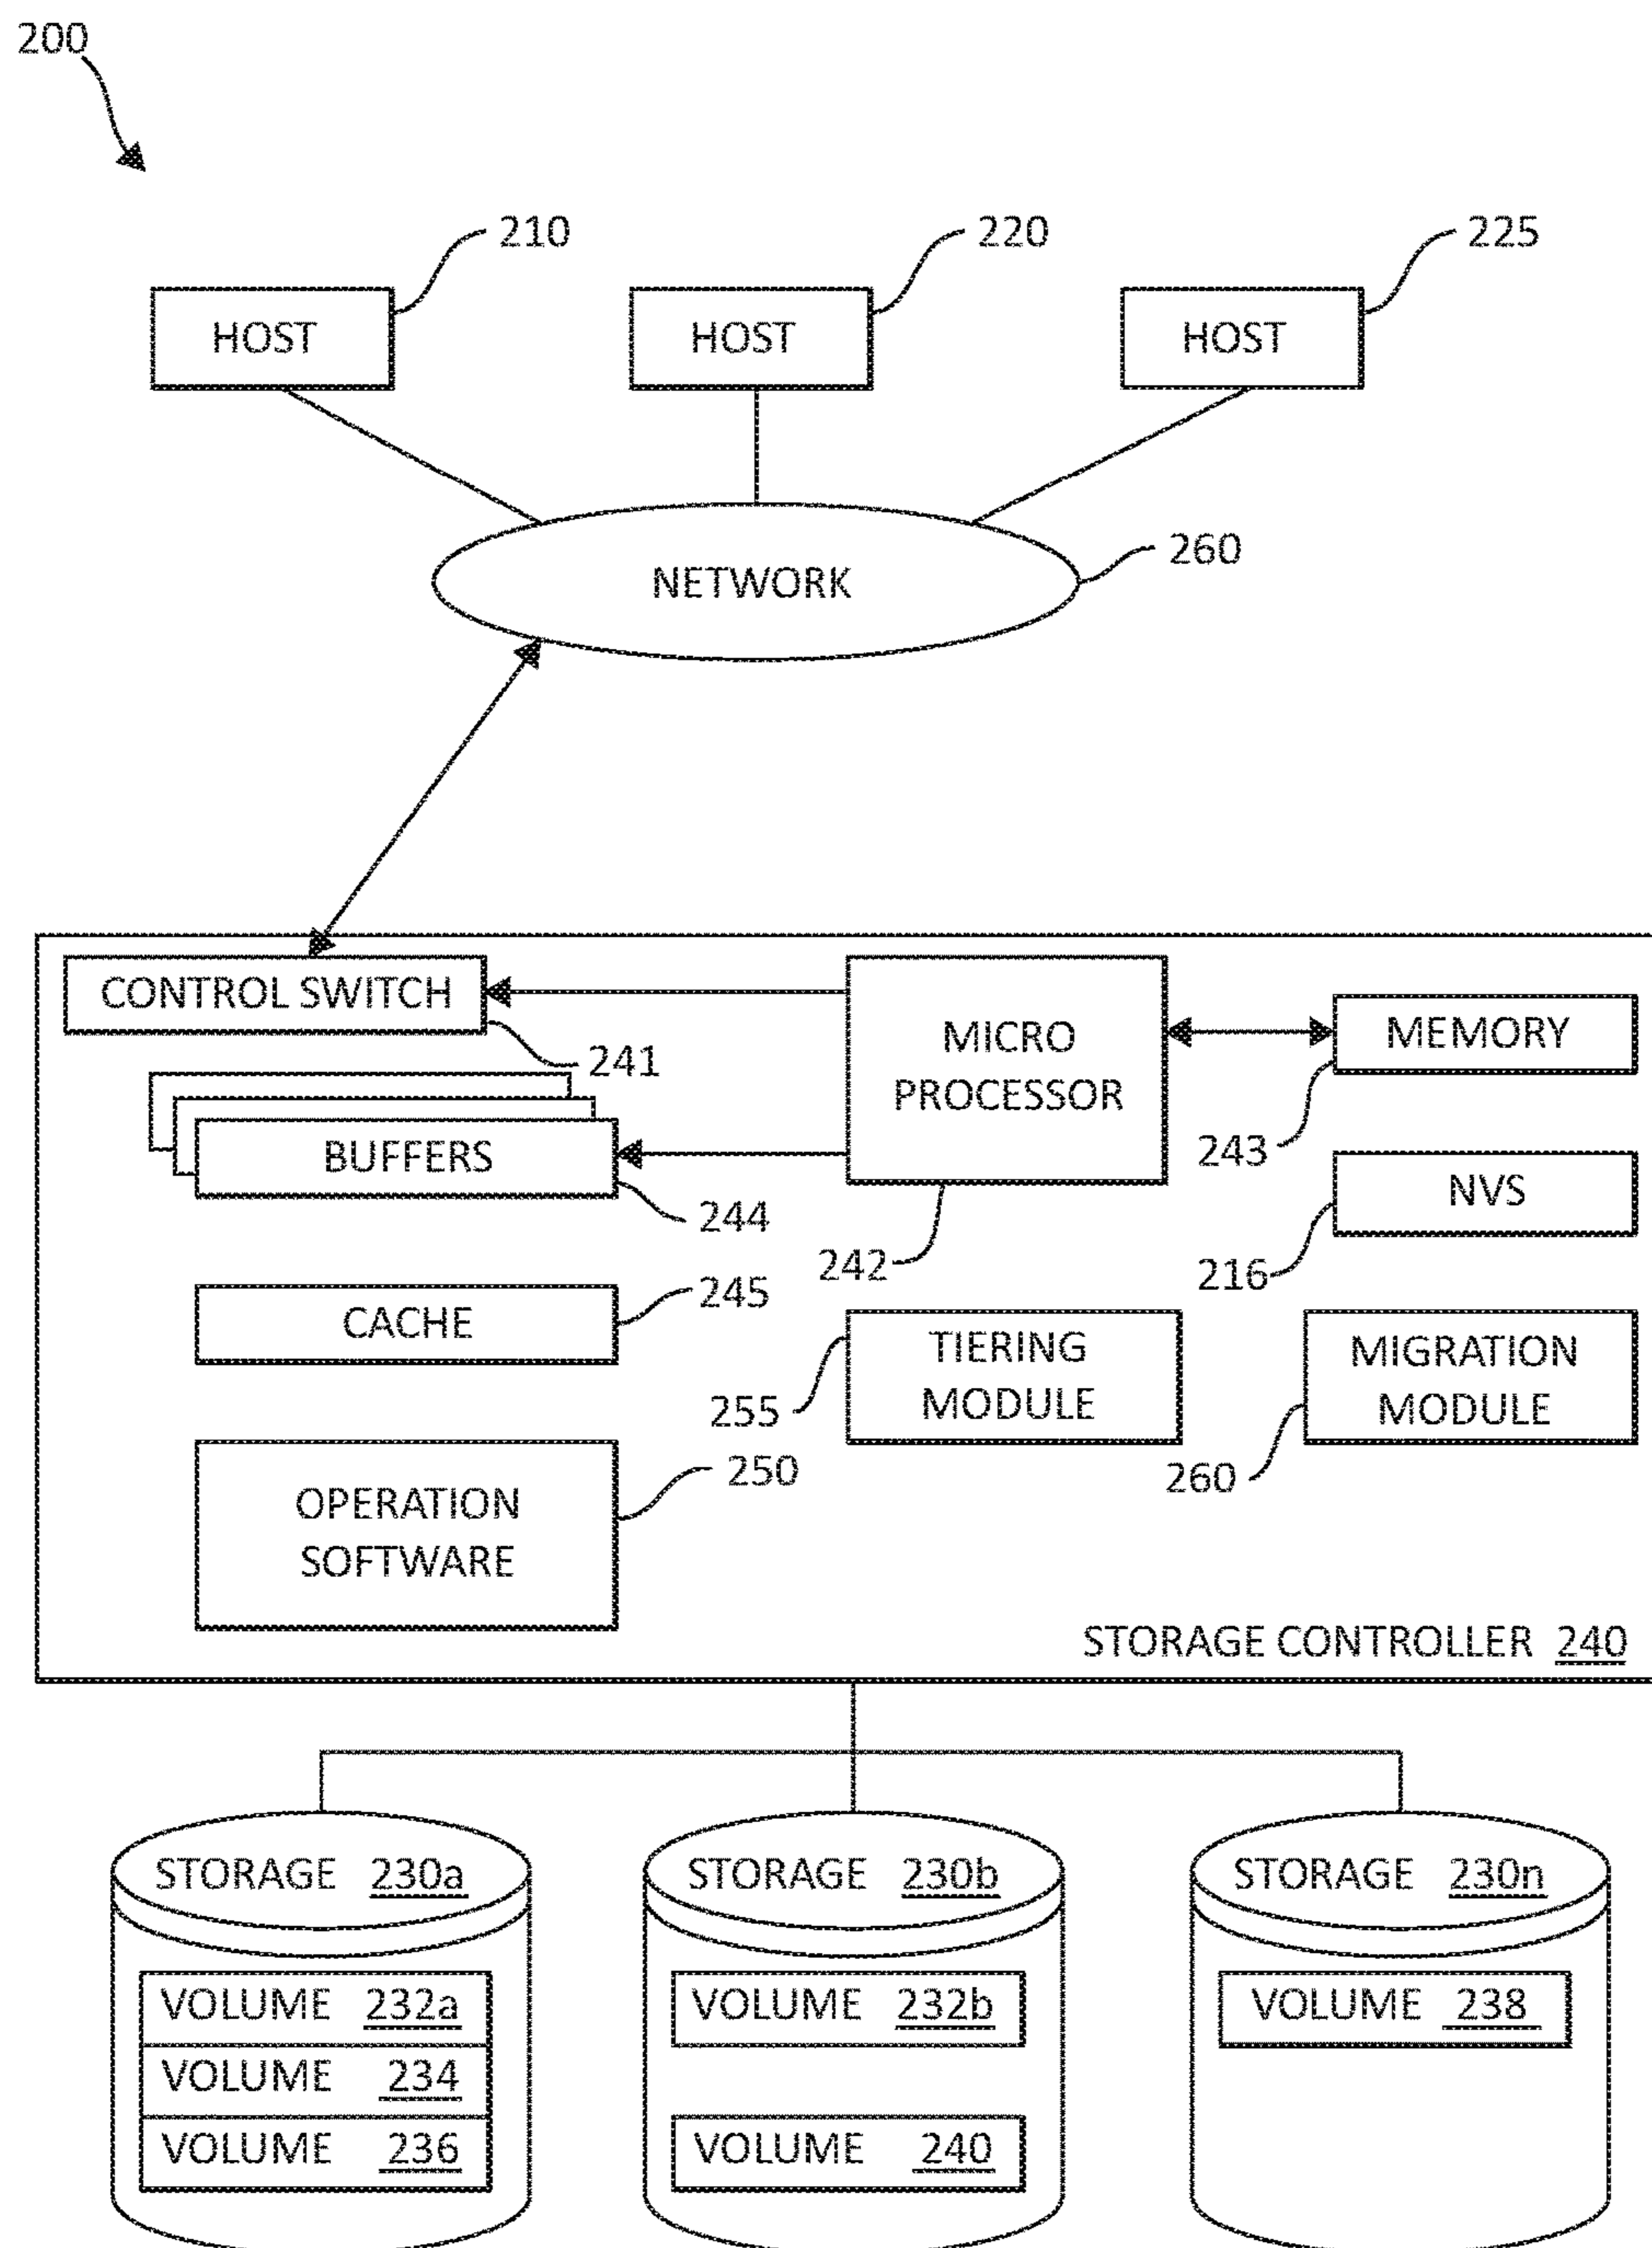 200
210
220
225
HOST
HOST
HOST
260
NETWORK
CONTROL SWITCH
241
MICRO
PROCESSOR
242
MEMORY
243
BUFFERS
244
NVS
216
CACHE
245
TIERING
MODULE
255
MIGRATION
MODULE
260
OPERATION
SOFTWARE
250
STORAGE CONTROLLER 240
STORAGE 230a
VOLUME 232a
VOLUME 234
VOLUME 236
STORAGE 230b
VOLUME 232b
VOLUME 240
STORAGE 230n
VOLUME 238